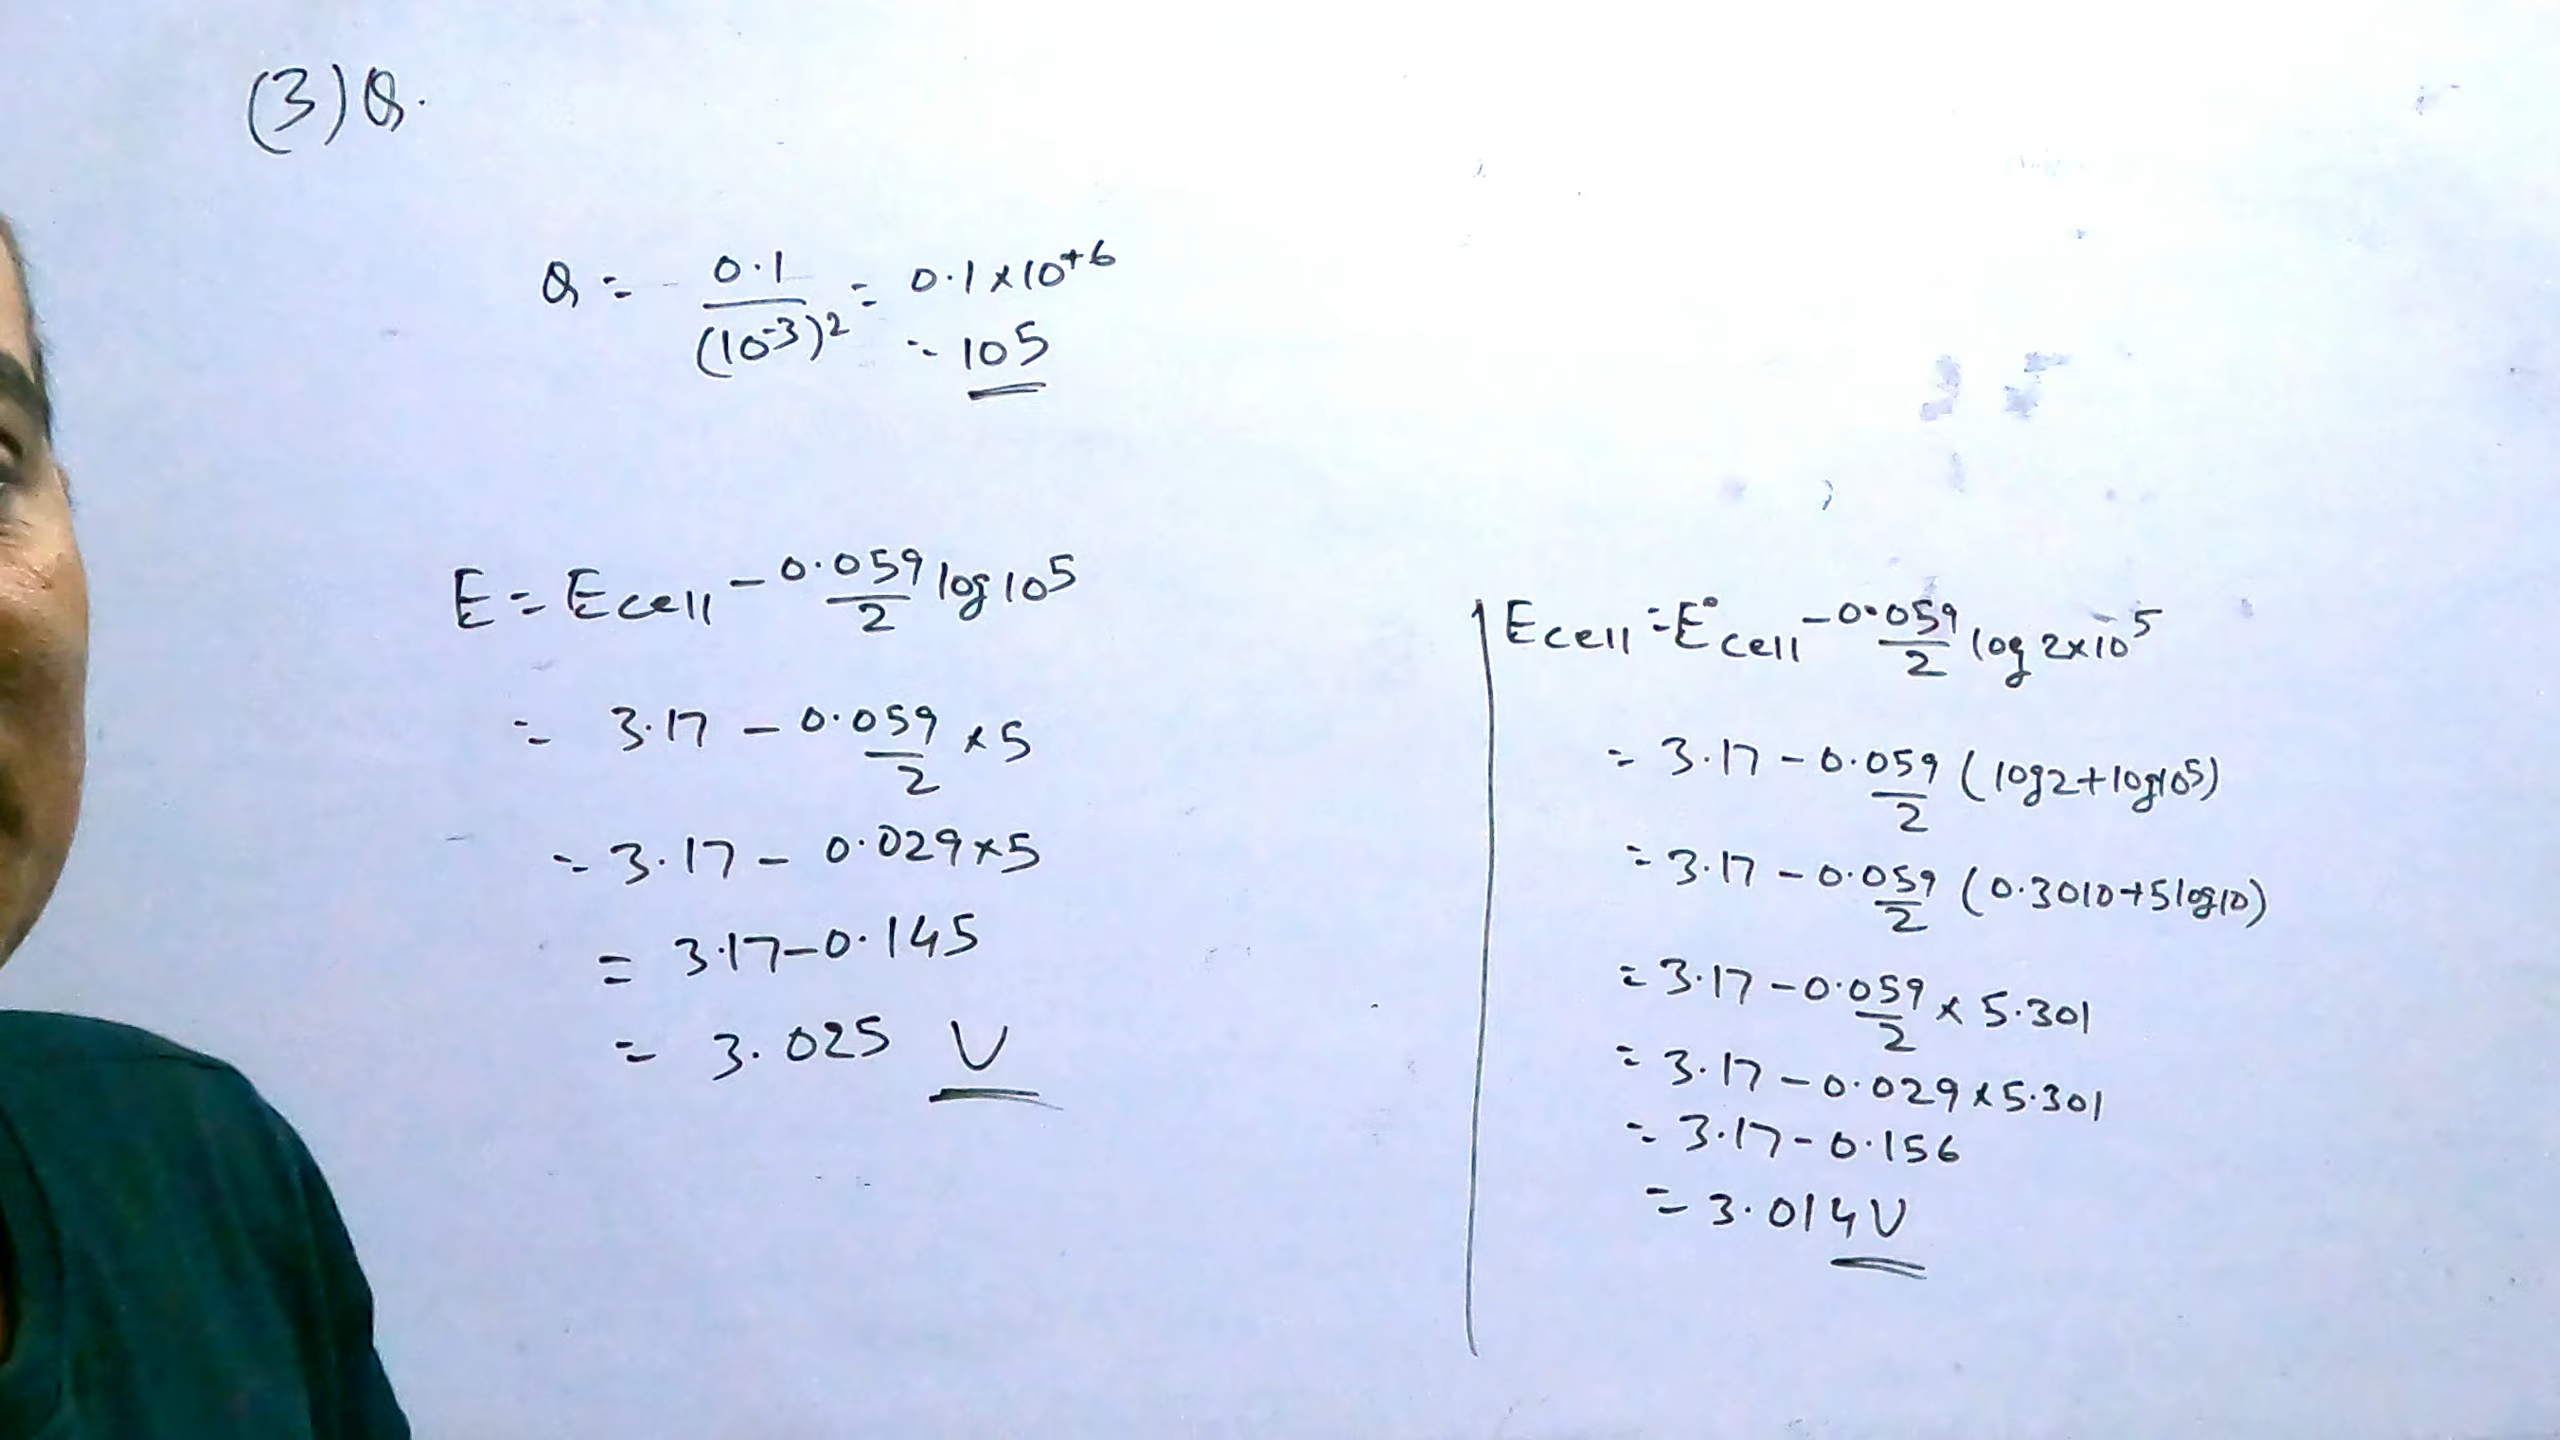 (3) Q.
Q = 0.1/(10⁻³)² = 0.1 × 10⁺⁶
= 10⁵
E = Ecell - 0.059/2 log 10⁵
= 3.17 - 0.059/2 × 5
= 3.17 - 0.029 × 5
= 3.17 - 0.145
= 3.025 V
Ecell = E°cell - 0.059/2 log 2×10⁵
= 3.17 - 0.059/2 (log2 + log10⁵)
= 3.17 - 0.059/2 (0.3010 + 5log10)
= 3.17 - 0.059/2 × 5.301
= 3.17 - 0.029 × 5.301
= 3.17 - 0.156
= 3.014 V